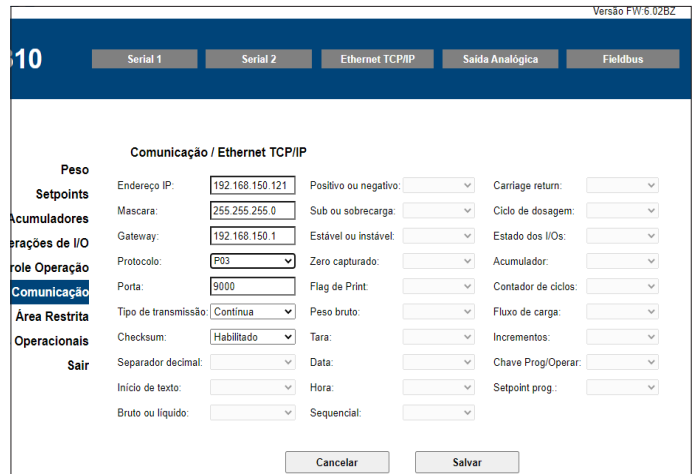 Versão FW:6.02BZ
310
Serial 1 Serial 2 Ethernet TCP/IP Saída Analógica Fieldbus
Comunicação / Ethernet TCP/IP
Peso
Setpoints
Acumuladores
erações de I/O
role Operação
Comunicação
Área Restrita
Operacionais
Sair
Endereço IP: 192.168.150.121 Positivo ou negativo: Carriage return:
Mascara: 255.255.255.0 Sub ou sobrecarga: Ciclo de dosagem:
Gateway: 192.168.150.1 Estável ou instável: Estado dos I/Os:
Protocolo: P03 Zero capturado: Acumulador:
Porta: 9000 Flag de Print: Contador de ciclos:
Tipo de transmissão: Contínua Peso bruto: Fluxo de carga:
Checksum: Habilitado Tara: Incrementos:
Separador decimal: Data: Chave Prog/Operar:
Início de texto: Hora: Setpoint prog.:
Bruto ou líquido: Sequencial:
Cancelar Salvar